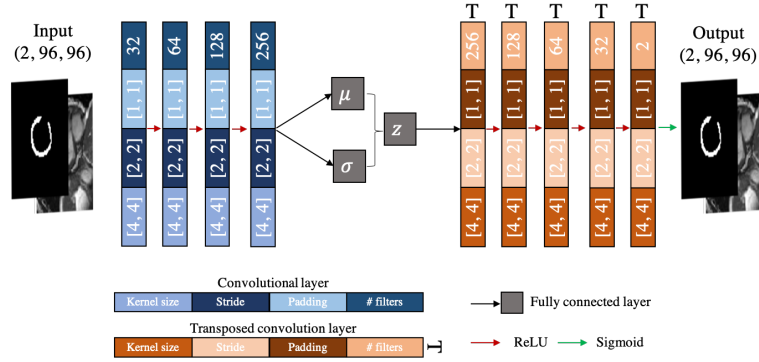 Input
(2, 96, 96)
32
[1, 1]
[2, 2]
[4, 4]
64
[1, 1]
[2, 2]
[4, 4]
128
[1, 1]
[2, 2]
[4, 4]
256
[1, 1]
[2, 2]
[4, 4]
μ
σ
z
T
256
[1, 1]
[2, 2]
[4, 4]
T
128
[1, 1]
[2, 2]
[4, 4]
T
64
[1, 1]
[2, 2]
[4, 4]
T
32
[1, 1]
[2, 2]
[4, 4]
T
2
[1, 1]
[2, 2]
[4, 4]
Output
(2, 96, 96)
Convolutional layer
Kernel size Stride Padding # filters
Transposed convolution layer
Kernel size Stride Padding # filters
T
Fully connected layer
ReLU
Sigmoid